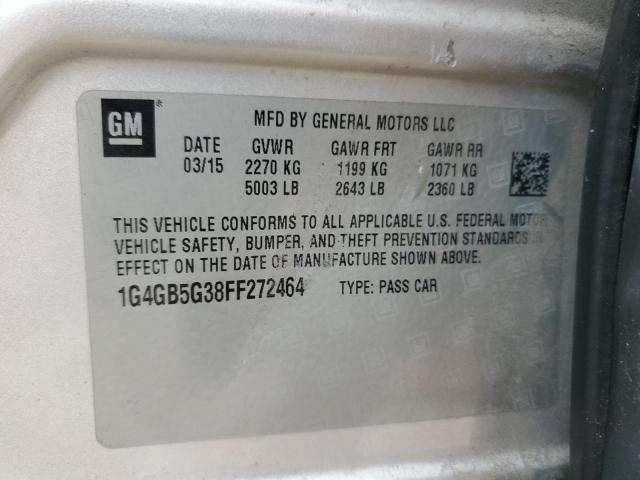 GM
MFD BY GENERAL MOTORS LLC
DATE GVWR GAWR FRT GAWR RR
03/15 2270 KG 1199 KG 1071 KG
5003 LB 2643 LB 2360 LB
THIS VEHICLE CONFORMS TO ALL APPLICABLE U.S. FEDERAL MOTOR
VEHICLE SAFETY, BUMPER, AND THEFT PREVENTION STANDARDS IN
EFFECT ON THE DATE OF MANUFACTURE SHOWN ABOVE.
1G4GB5G38FF272464 TYPE: PASS CAR